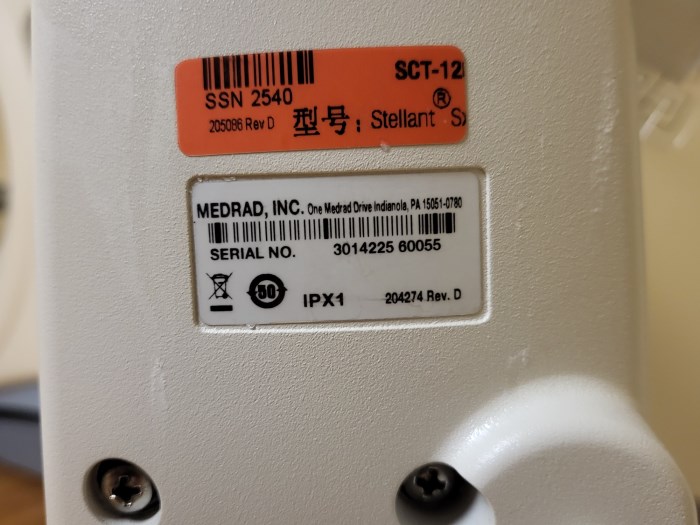 SCT-12
SSN 2540
®
205086 Rev D 型号: Stellant
MEDRAD, INC. One Medrad Drive Indianola, PA 15051-0780
SERIAL NO. 3014225 60055
50
IPX1 204274 Rev. D